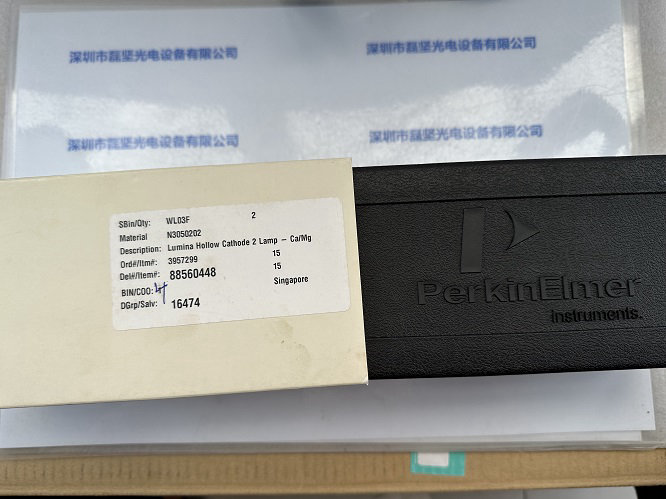 深圳市磊坚光电设备有限公司
深圳市磊坚光电设备有限公司
深圳市磊坚光电设备有限公司
深圳市磊坚光电设备有限公司
SBin/Qty: WL03F 2
Material N3050202
Description: Lumina Hollow Cathode 2 Lamp – Ca/Mg
Ord#/Itm#: 3957299 15
Del#/Item#: 88560448 15
BIN/COO: Singapore
DGrp/Salv: 16474
PerkinElmer
instruments.